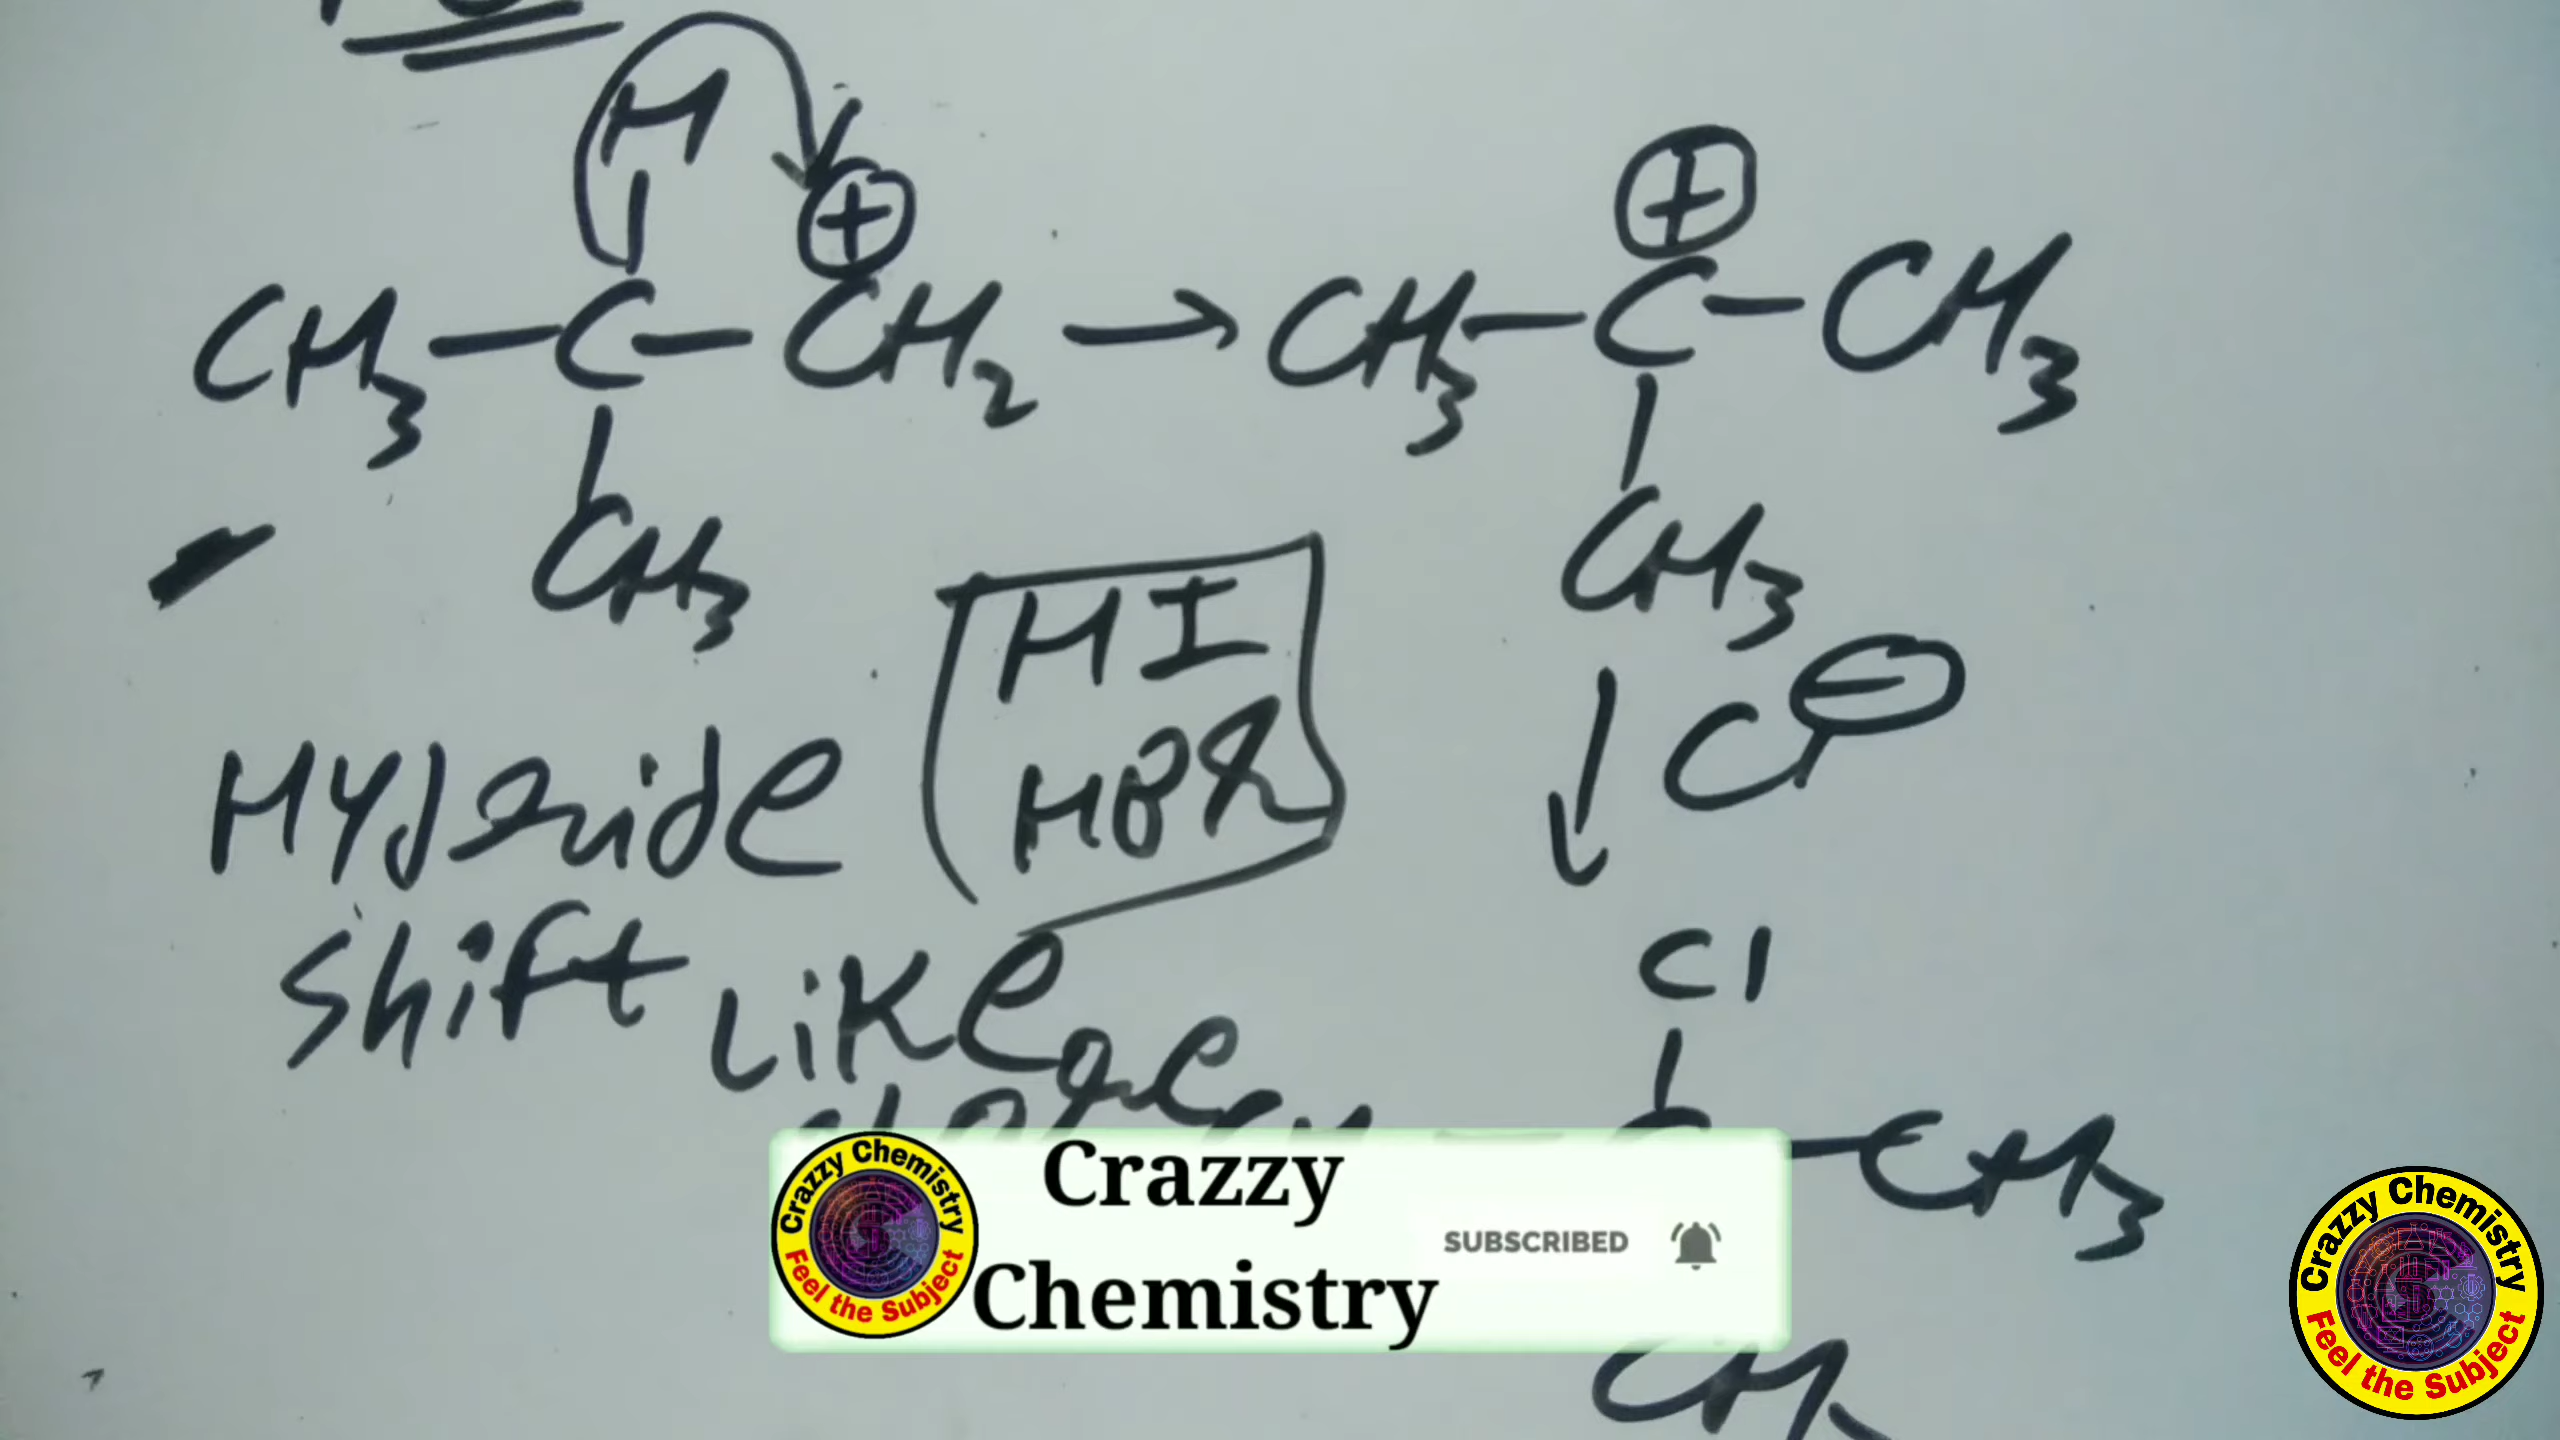 H
⊕ ⊕
CH3 - C - CH2 → CH3 - C - CH3
CH3 CH3
HI
HBr
Cl⊖
Hydride
Shift Like
Cl
- CH3
Crazzy
Chemistry
SUBSCRIBED
Crazzy Chemistry
Feel the Subject
Crazzy Chemistry
Feel the Subject
CH